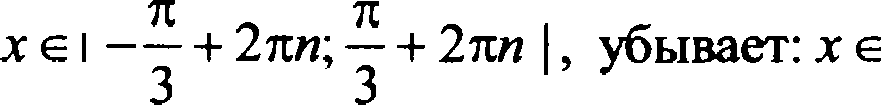 x ∈ | −π/3 + 2πn; π/3 + 2πn |, убывает: x ∈